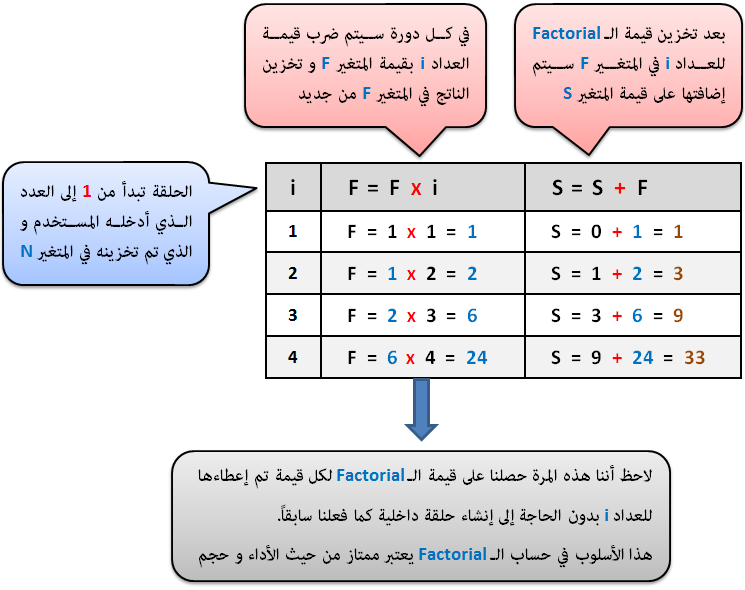 بعد تخزين قيمة الـ Factorial
للعداد i في المتغير F سيتم
إضافتها على قيمة المتغير S
في كل دورة سيتم ضرب قيمة
العداد i بقيمة المتغير F و تخزين
الناتج في المتغير F من جديد
الحلقة تبدأ من 1 إلى العدد
الذي أدخله المستخدم و
الذي تم تخزينه في المتغير N
i F = F x i S = S + F
1 F = 1 x 1 = 1 S = 0 + 1 = 1
2 F = 1 x 2 = 2 S = 1 + 2 = 3
3 F = 2 x 3 = 6 S = 3 + 6 = 9
4 F = 6 x 4 = 24 S = 9 + 24 = 33
لاحظ أننا هذه المرة حصلنا على قيمة الـ Factorial لكل قيمة تم إعطاءها
للعداد i بدون الحاجة إلى إنشاء حلقة داخلية كما فعلنا سابقاً.
هذا الأسلوب في حساب الـ Factorial يعتبر ممتاز من حيث الأداء و حجم